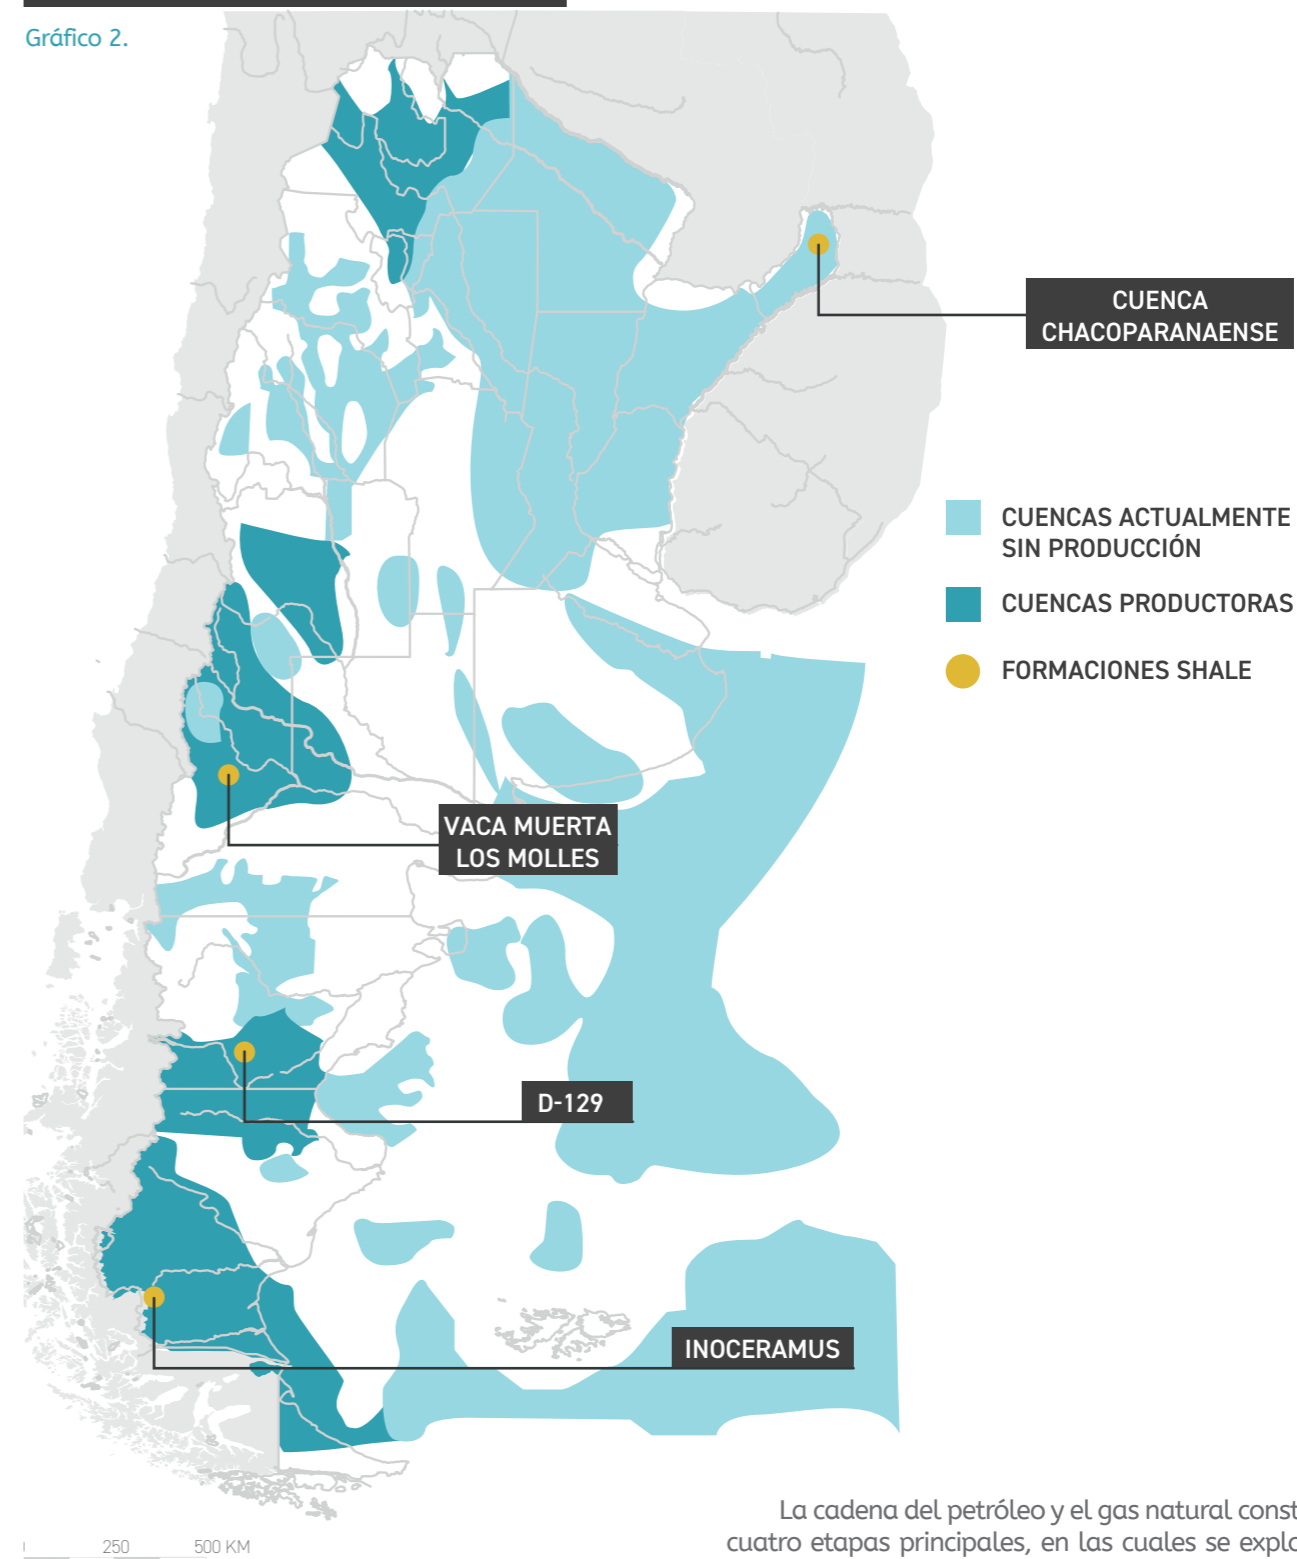 Gráfico 2.
CUENCA
CHACOPARANAENSE
CUENCAS ACTUALMENTE
SIN PRODUCCIÓN
CUENCAS PRODUCTORAS
FORMACIONES SHALE
VACA MUERTA
LOS MOLLES
D-129
INOCERAMUS
250 500 KM
La cadena del petróleo y el gas natural const
cuatro etapas principales, en las cuales se explo